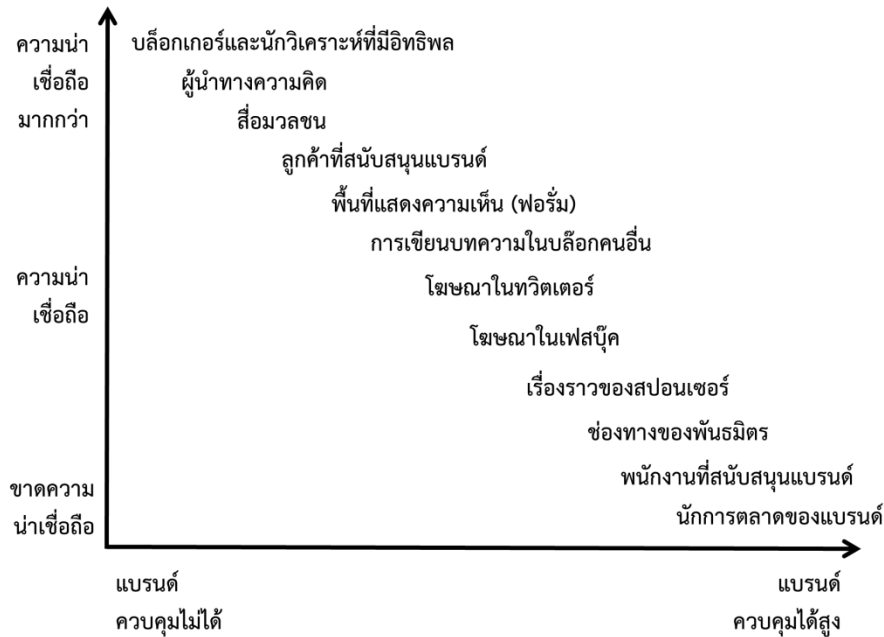 ความน่า
เชื่อถือ
มากกว่า
บล็อกเกอร์และนักวิเคราะห์ที่มีอิทธิพล
ผู้นำทางความคิด
สื่อมวลชน
ลูกค้าที่สนับสนุนแบรนด์
พื้นที่แสดงความเห็น (ฟอรั่ม)
การเขียนบทความในบล๊อกคนอื่น
ความน่า
เชื่อถือ
โฆษณาในทวิตเตอร์
โฆษณาในเฟสบุ๊ค
เรื่องราวของสปอนเซอร์
ช่องทางของพันธมิตร
พนักงานที่สนับสนุนแบรนด์
ขาดความ
น่าเชื่อถือ
นักการตลาดของแบรนด์
แบรนด์
ควบคุมไม่ได้
แบรนด์
ควบคุมได้สูง